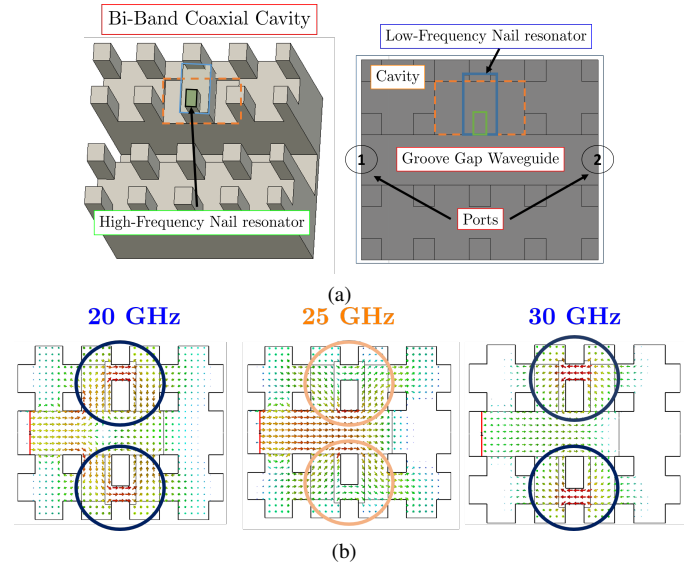 Bi-Band Coaxial Cavity
Low-Frequency Nail resonator
Cavity
1
Groove Gap Waveguide
2
High-Frequency Nail resonator
Ports
(a)
20 GHz
25 GHz
30 GHz
(b)